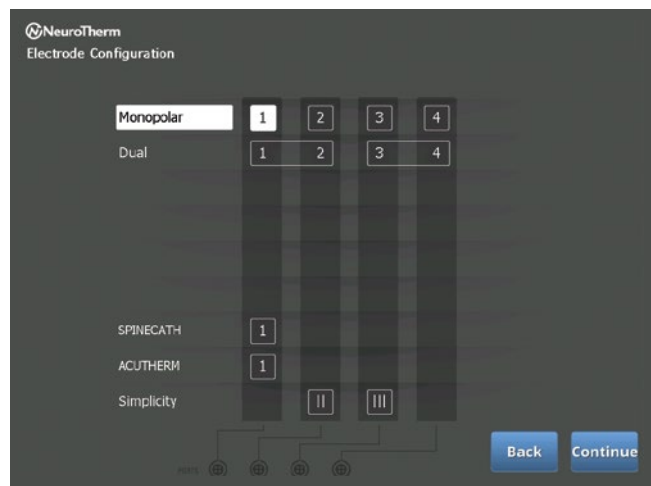 NeuroTherm
Electrode Configuration
Monopolar 1 2 3 4
Dual 1 2 3 4
SPINECATH 1
ACUTHERM 1
Simplicity II III
Back Continue